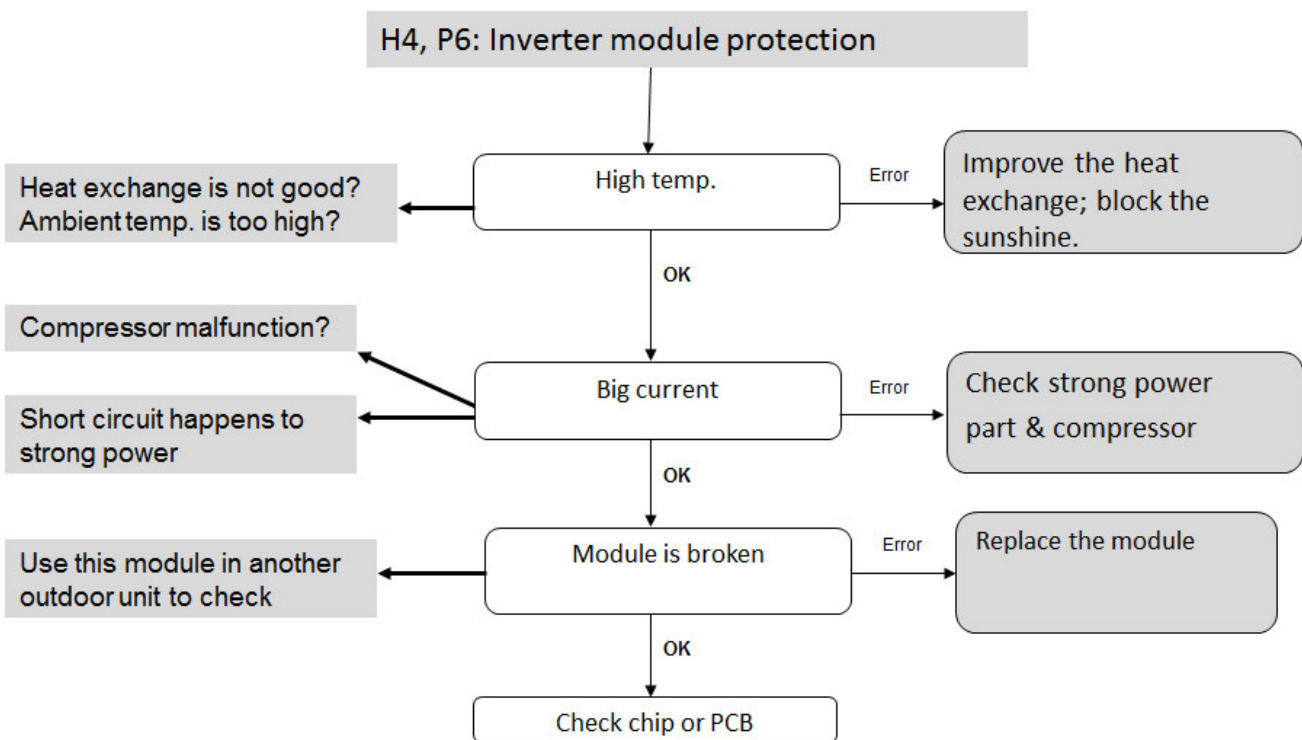 H4, P6: Inverter module protection
High temp.
Error
Improve the heat
exchange; block the
sunshine.
Heat exchange is not good?
Ambient temp. is too high?
OK
Compressor malfunction?
Big current
Error
Check strong power
part & compressor
Short circuit happens to
strong power
OK
Module is broken
Error
Replace the module
Use this module in another
outdoor unit to check
OK
Check chip or PCB